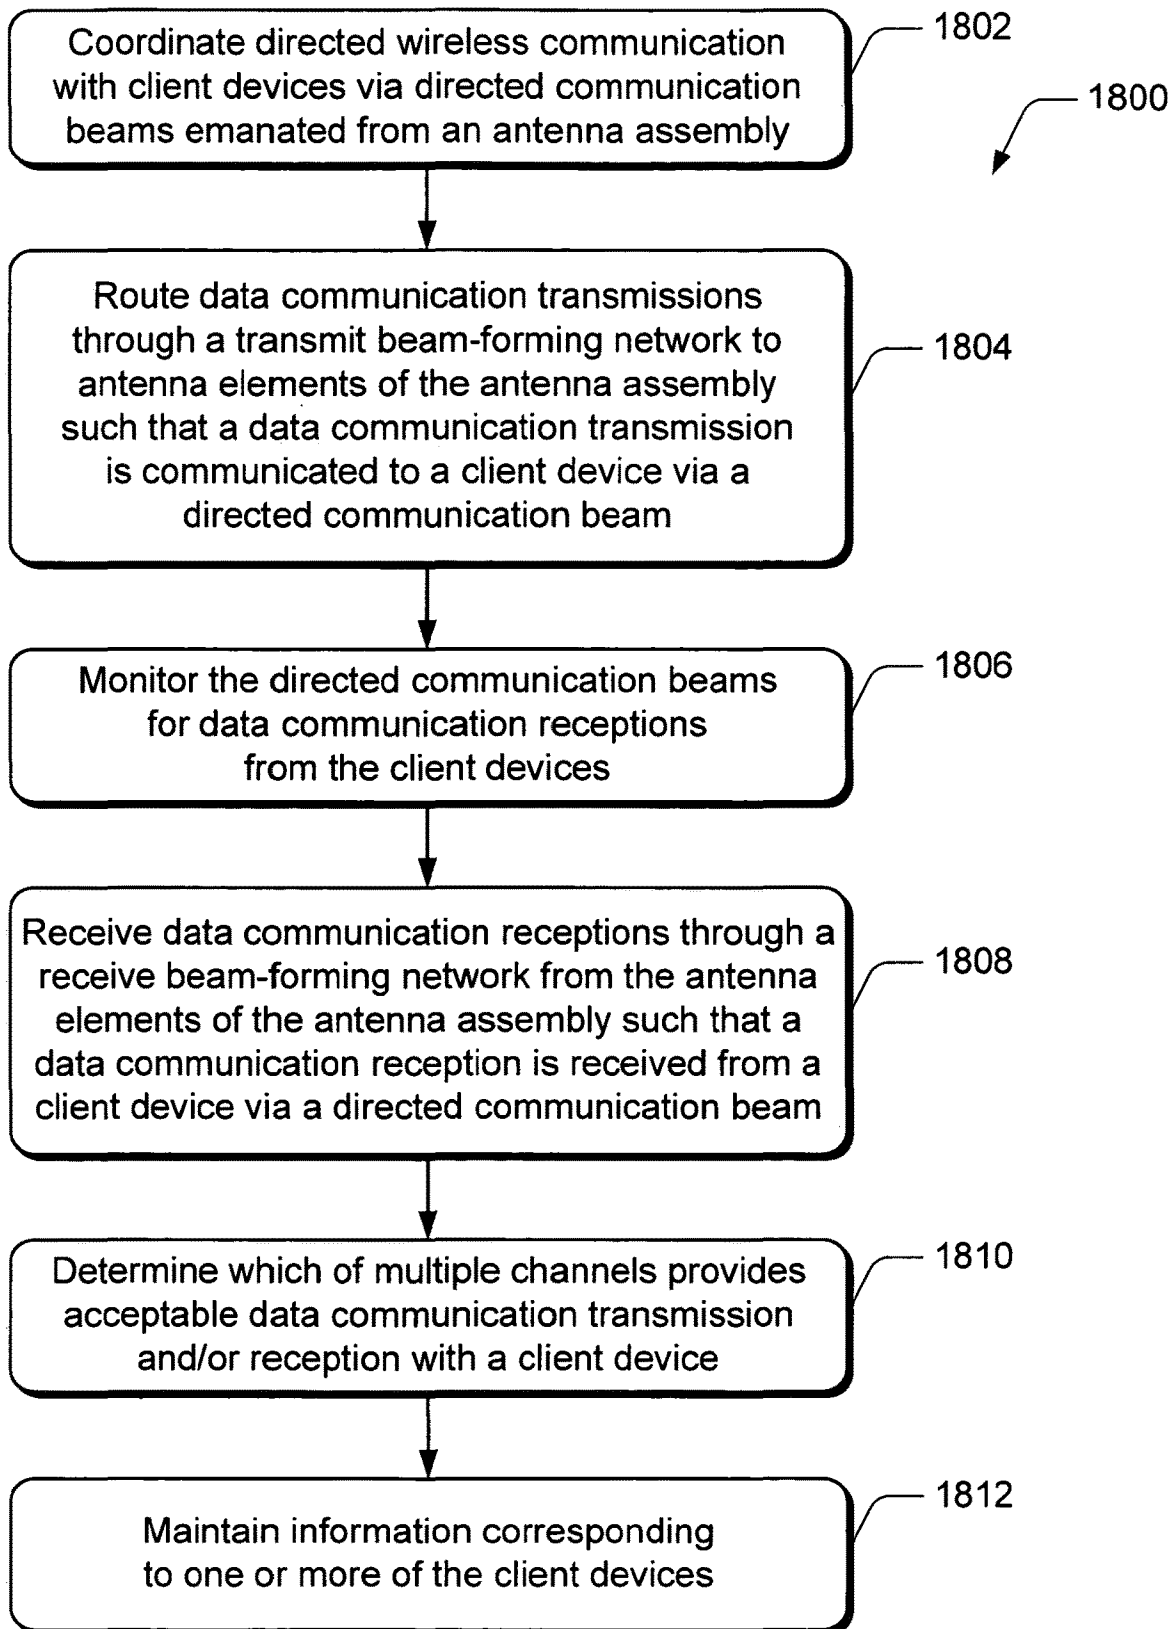 Coordinate directed wireless communication
with client devices via directed communication
beams emanated from an antenna assembly
1802
1800
Route data communication transmissions
through a transmit beam-forming network to
antenna elements of the antenna assembly
such that a data communication transmission
is communicated to a client device via a
directed communication beam
1804
Monitor the directed communication beams
for data communication receptions
from the client devices
1806
Receive data communication receptions through a
receive beam-forming network from the antenna
elements of the antenna assembly such that a
data communication reception is received from a
client device via a directed communication beam
1808
Determine which of multiple channels provides
acceptable data communication transmission
and/or reception with a client device
1810
Maintain information corresponding
to one or more of the client devices
1812